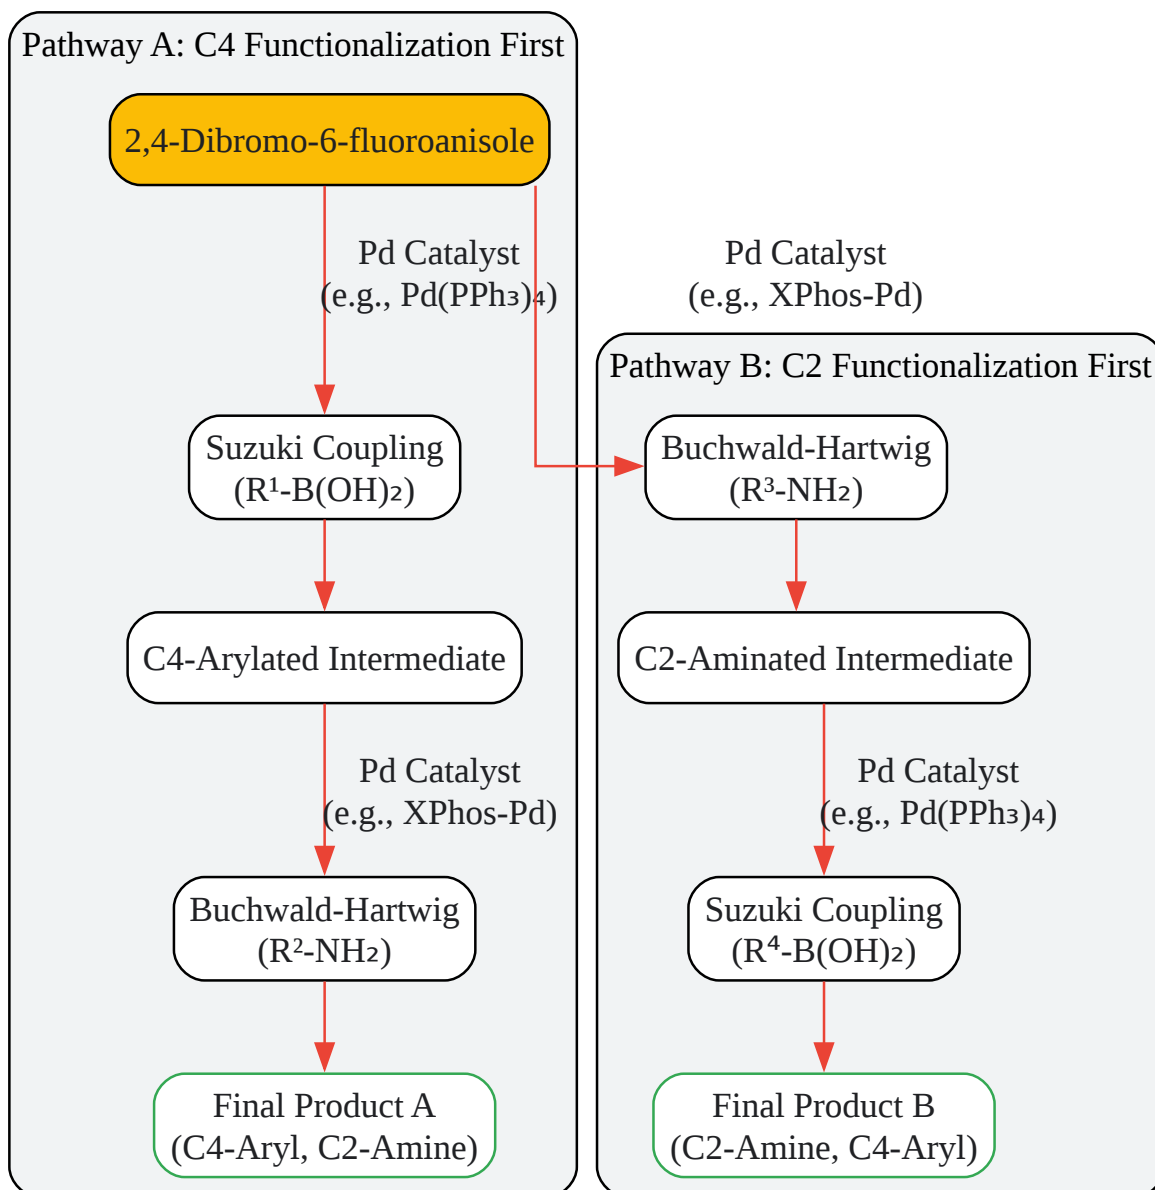 Pathway A: C4 Functionalization First
2,4-Dibromo-6-fluoroanisole
Pd Catalyst
(e.g., Pd(PPh₃)₄)
Suzuki Coupling
(R¹-B(OH)₂)
C4-Arylated Intermediate
Pd Catalyst
(e.g., XPhos-Pd)
Buchwald-Hartwig
(R²-NH₂)
Final Product A
(C4-Aryl, C2-Amine)
Pd Catalyst
(e.g., XPhos-Pd)
Pathway B: C2 Functionalization First
Buchwald-Hartwig
(R³-NH₂)
C2-Aminated Intermediate
Pd Catalyst
(e.g., Pd(PPh₃)₄)
Suzuki Coupling
(R⁴-B(OH)₂)
Final Product B
(C2-Amine, C4-Aryl)